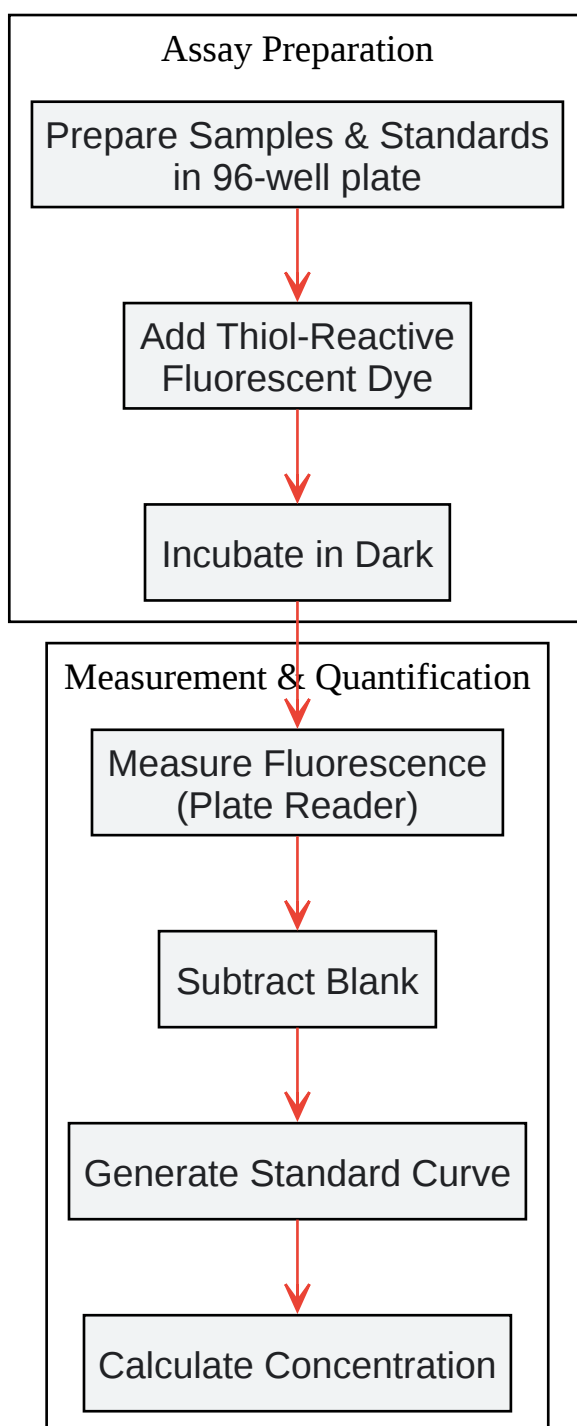 Assay Preparation
Prepare Samples & Standards
in 96-well plate
Add Thiol-Reactive
Fluorescent Dye
Incubate in Dark
Measurement & Quantification
Measure Fluorescence
(Plate Reader)
Subtract Blank
Generate Standard Curve
Calculate Concentration